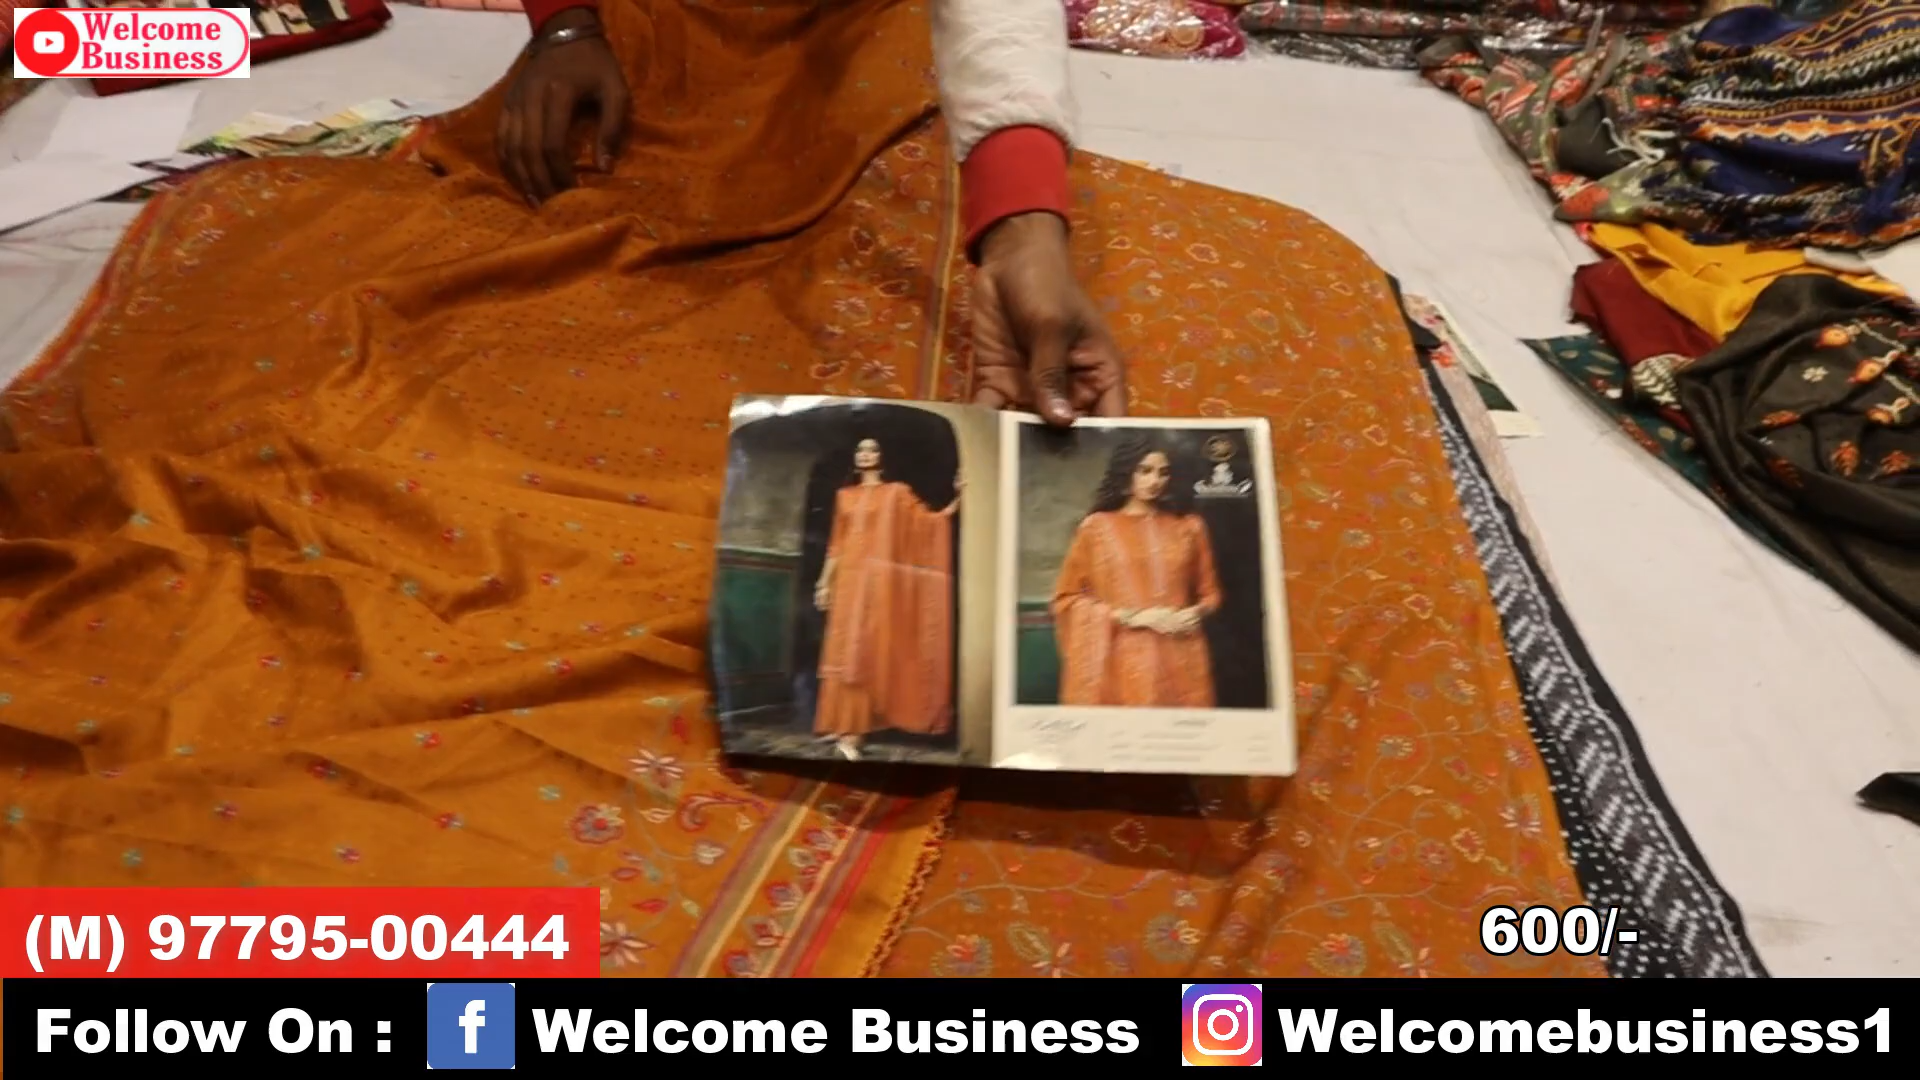 Welcome
Business
(M) 97795-00444
600/-
Follow On :
Welcome Business
Welcomebusiness1